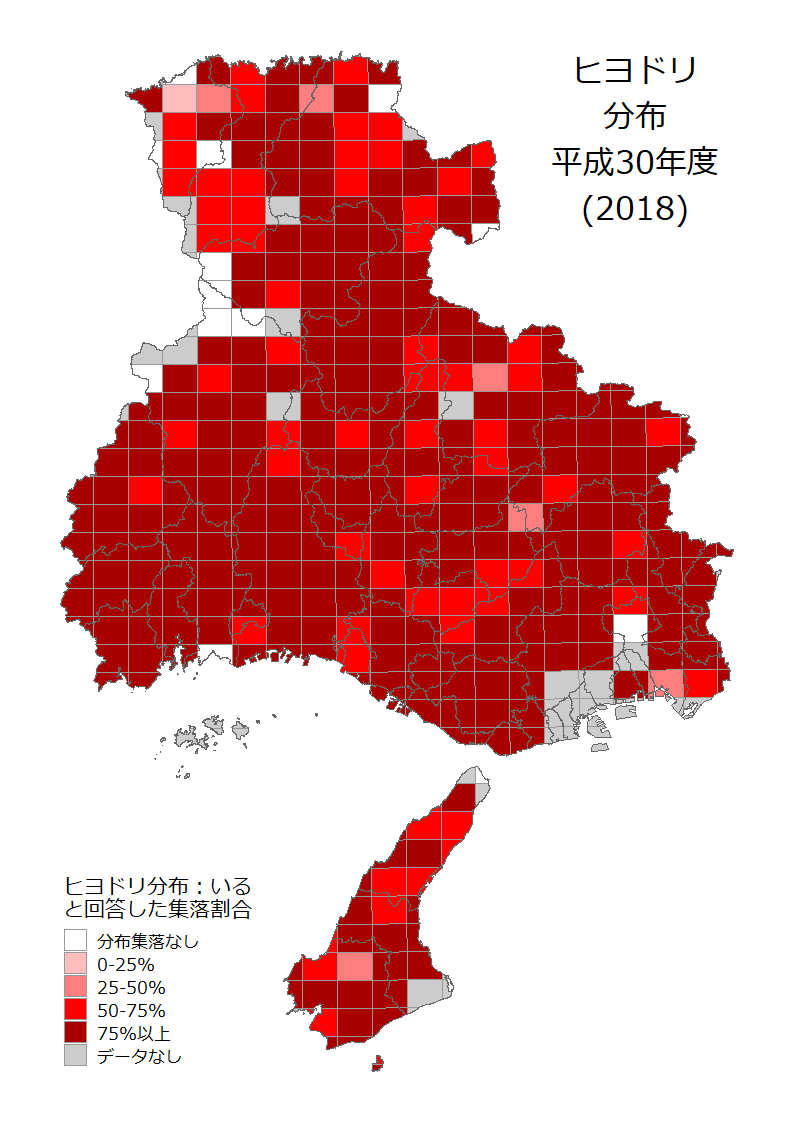 ヒヨドリ
分布
平成30年度
(2018)
ヒヨドリ分布：いる
と回答した集落割合
分布集落なし
0-25%
25-50%
50-75%
75%以上
データなし